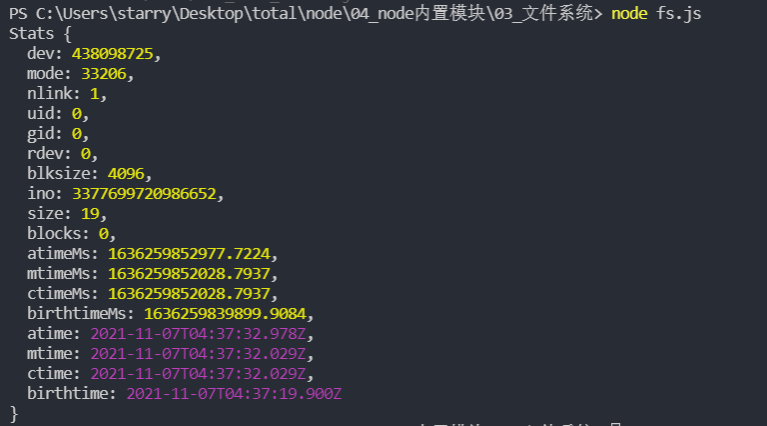 PS C:\Users\starry\Desktop\total\node\04_node内置模块\03_文件系统> node fs.js
Stats {
  dev: 438098725,
  mode: 33206,
  nlink: 1,
  uid: 0,
  gid: 0,
  rdev: 0,
  blksize: 4096,
  ino: 3377699720986652,
  size: 19,
  blocks: 0,
  atimeMs: 1636259852977.7224,
  mtimeMs: 1636259852028.7937,
  ctimeMs: 1636259852028.7937,
  birthtimeMs: 1636259839899.9084,
  atime: 2021-11-07T04:37:32.978Z,
  mtime: 2021-11-07T04:37:32.029Z,
  ctime: 2021-11-07T04:37:32.029Z,
  birthtime: 2021-11-07T04:37:19.900Z
}